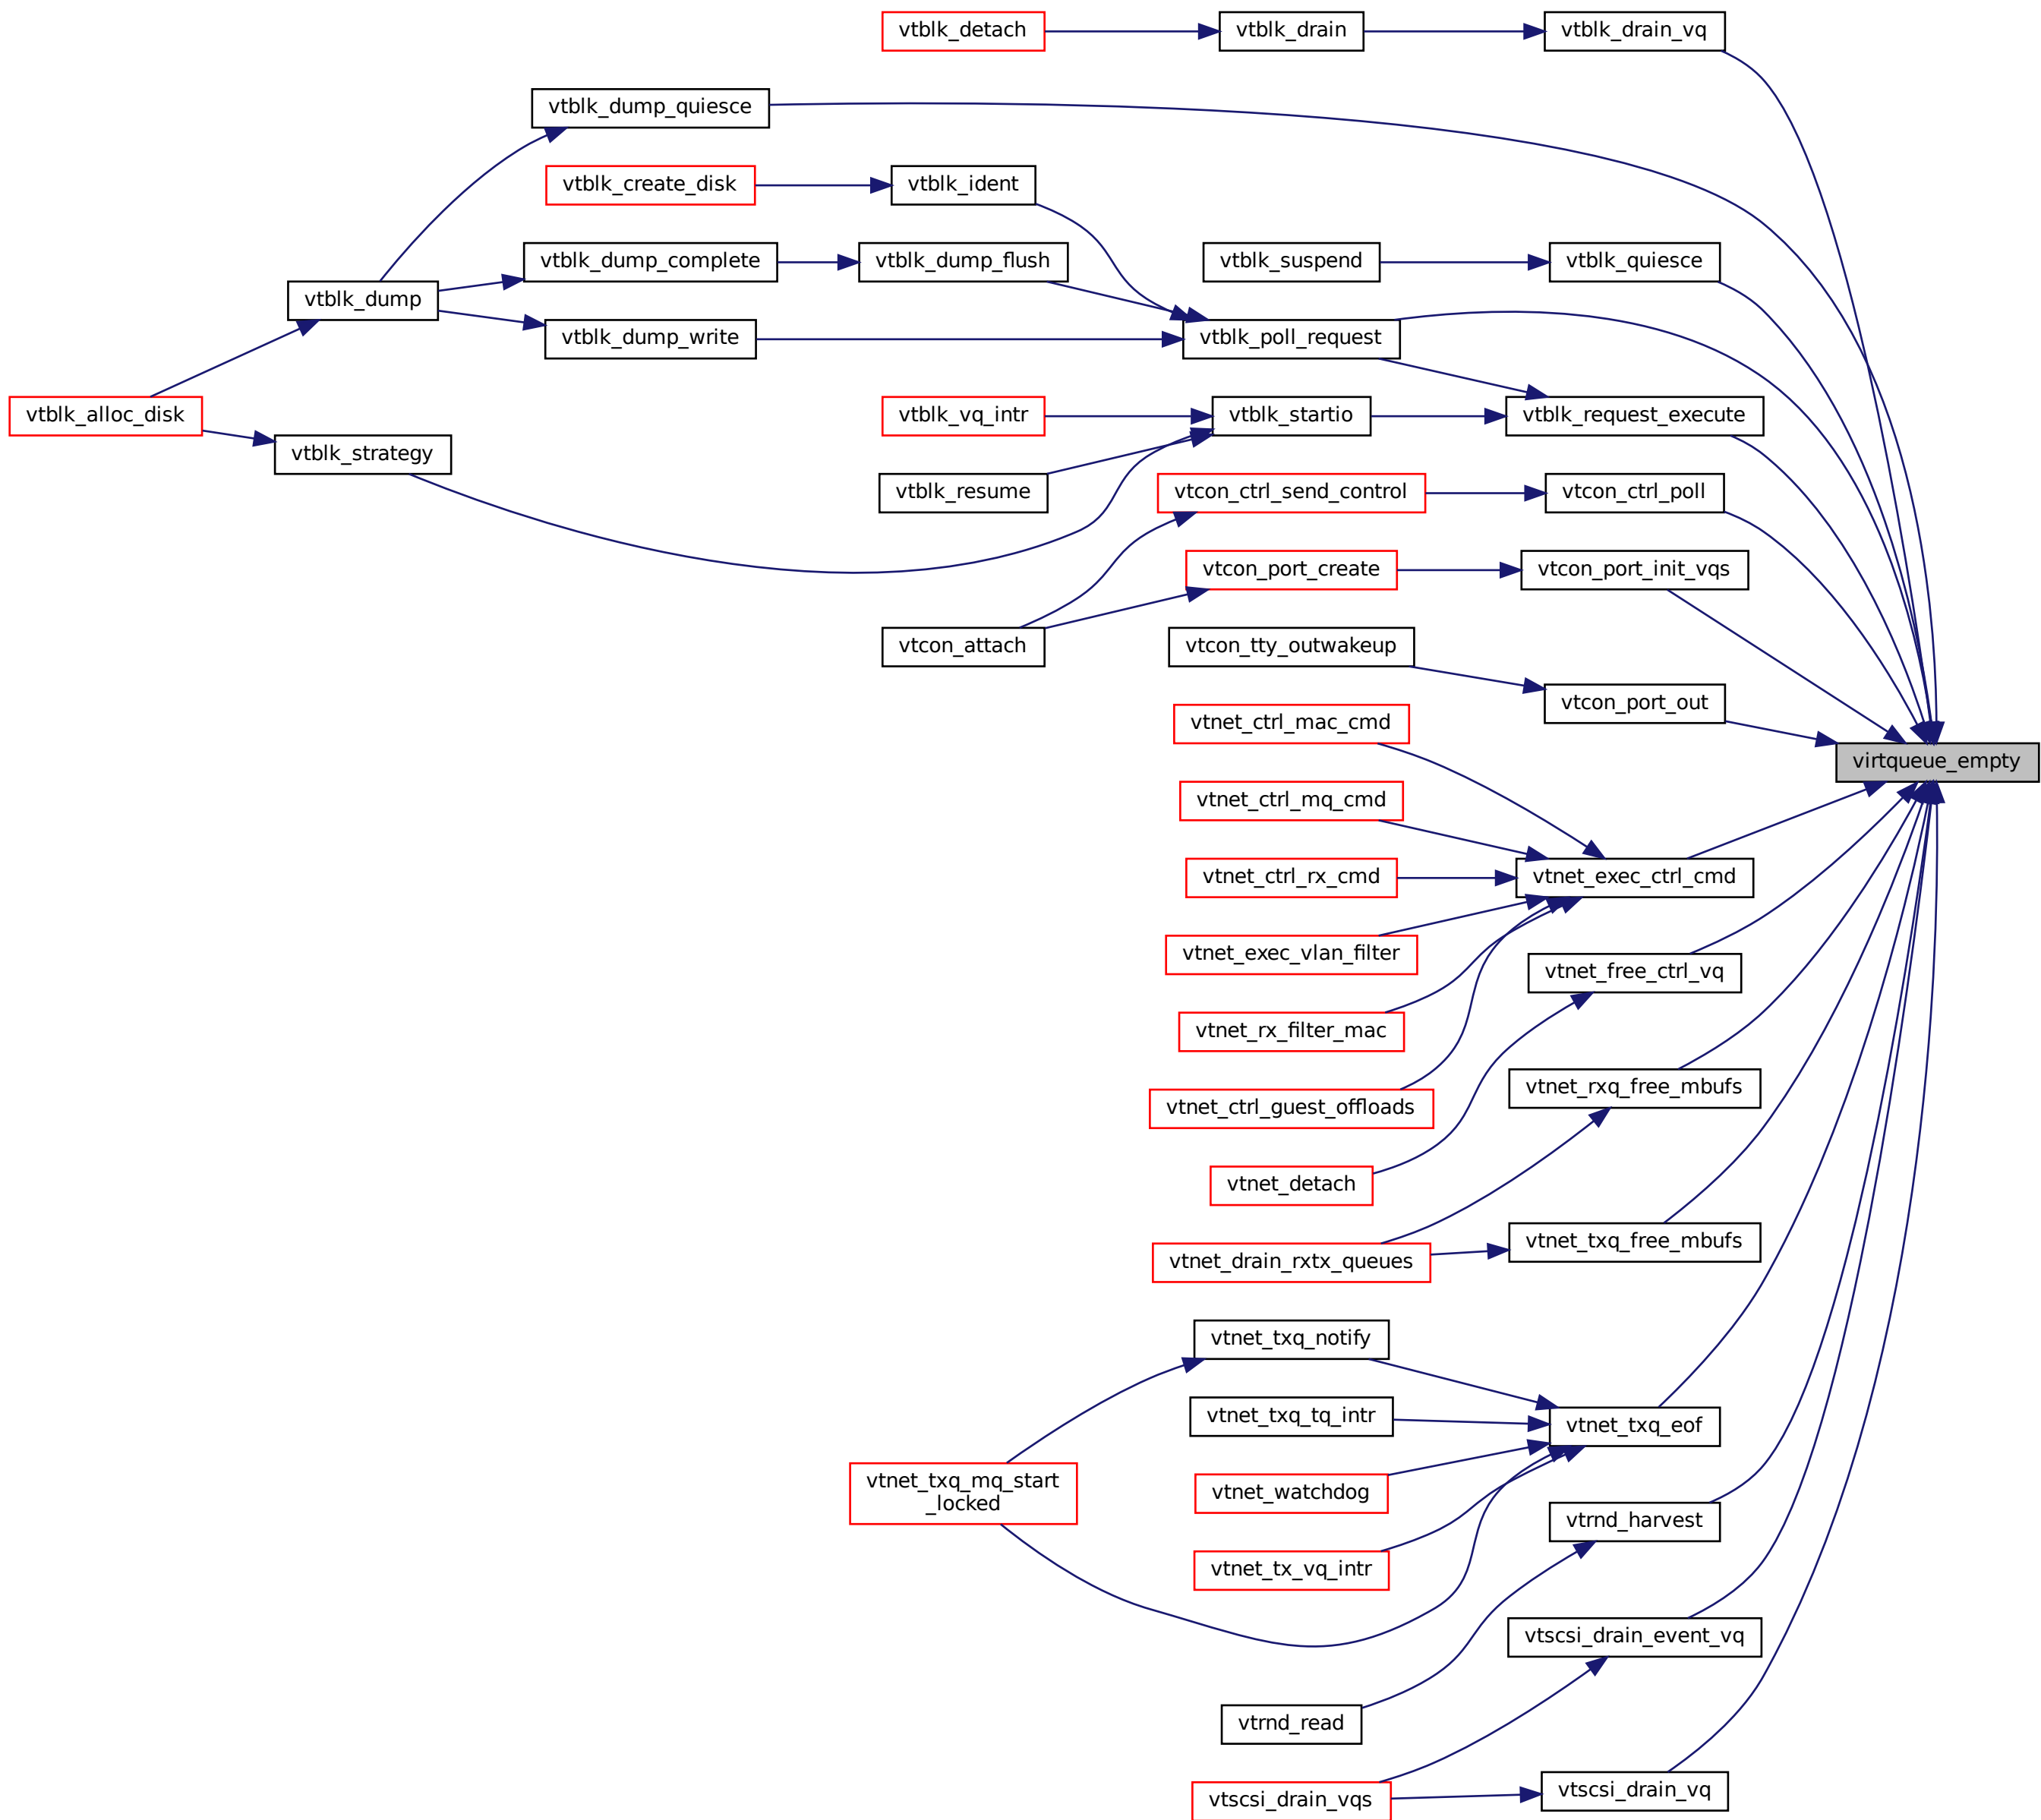 vtblk_detach
vtblk_drain
vtblk_drain_vq
vtblk_dump_quiesce
vtblk_create_disk
vtblk_ident
vtblk_dump_complete
vtblk_dump_flush
vtblk_suspend
vtblk_quiesce
vtblk_dump
vtblk_dump_write
vtblk_poll_request
vtblk_alloc_disk
vtblk_vq_intr
vtblk_startio
vtblk_request_execute
vtblk_strategy
vtblk_resume
vtcon_ctrl_send_control
vtcon_ctrl_poll
vtcon_port_create
vtcon_port_init_vqs
vtcon_attach
vtcon_tty_outwakeup
vtcon_port_out
vtnet_ctrl_mac_cmd
virtqueue_empty
vtnet_ctrl_mq_cmd
vtnet_ctrl_rx_cmd
vtnet_exec_ctrl_cmd
vtnet_exec_vlan_filter
vtnet_free_ctrl_vq
vtnet_rx_filter_mac
vtnet_rxq_free_mbufs
vtnet_ctrl_guest_offloads
vtnet_detach
vtnet_txq_free_mbufs
vtnet_drain_rxtx_queues
vtnet_txq_notify
vtnet_txq_tq_intr
vtnet_txq_eof
vtnet_txq_mq_start
_locked
vtnet_watchdog
vtrnd_harvest
vtnet_tx_vq_intr
vtscsi_drain_event_vq
vtrnd_read
vtscsi_drain_vqs
vtscsi_drain_vq